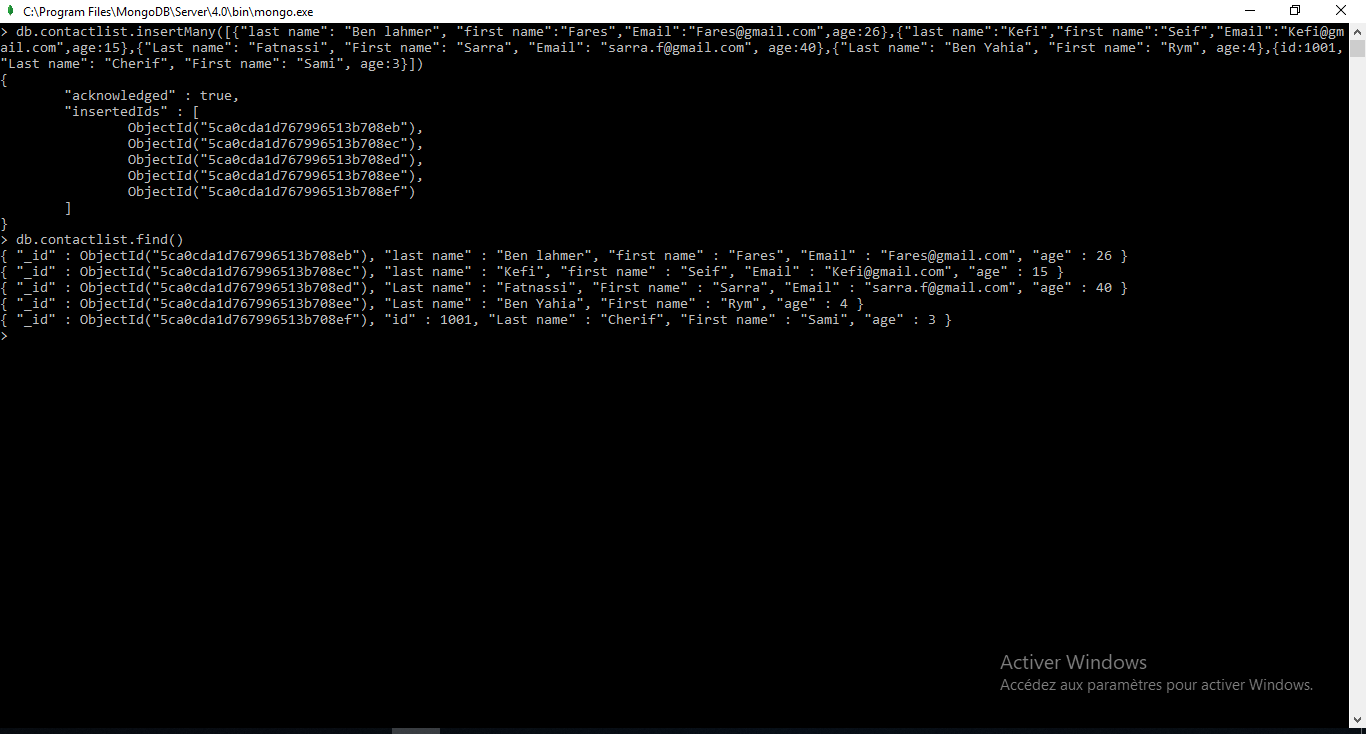 C:\Program Files\MongoDB\Server\4.0\bin\mongo.exe
> db.contactlist.insertMany([{"last name": "Ben lahmer", "first name":"Fares","Email":"Fares@gmail.com",age:26},{"last name":"Kefi","first name":"Seif","Email":"Kefi@gm
ail.com",age:15},{"Last name": "Fatnassi", "First name": "Sarra", "Email": "sarra.f@gmail.com", age:40},{"Last name": "Ben Yahia", "First name": "Rym", age:4},{id:1001,
"Last name": "Cherif", "First name": "Sami", age:3}])
{
        "acknowledged" : true,
        "insertedIds" : [
                ObjectId("5ca0cda1d767996513b708eb"),
                ObjectId("5ca0cda1d767996513b708ec"),
                ObjectId("5ca0cda1d767996513b708ed"),
                ObjectId("5ca0cda1d767996513b708ee"),
                ObjectId("5ca0cda1d767996513b708ef")
        ]
}
> db.contactlist.find()
{ "_id" : ObjectId("5ca0cda1d767996513b708eb"), "last name" : "Ben lahmer", "first name" : "Fares", "Email" : "Fares@gmail.com", "age" : 26 }
{ "_id" : ObjectId("5ca0cda1d767996513b708ec"), "last name" : "Kefi", "first name" : "Seif", "Email" : "Kefi@gmail.com", "age" : 15 }
{ "_id" : ObjectId("5ca0cda1d767996513b708ed"), "Last name" : "Fatnassi", "First name" : "Sarra", "Email" : "sarra.f@gmail.com", "age" : 40 }
{ "_id" : ObjectId("5ca0cda1d767996513b708ee"), "Last name" : "Ben Yahia", "First name" : "Rym", "age" : 4 }
{ "_id" : ObjectId("5ca0cda1d767996513b708ef"), "id" : 1001, "Last name" : "Cherif", "First name" : "Sami", "age" : 3 }
>
Activer Windows
Accédez aux paramètres pour activer Windows.